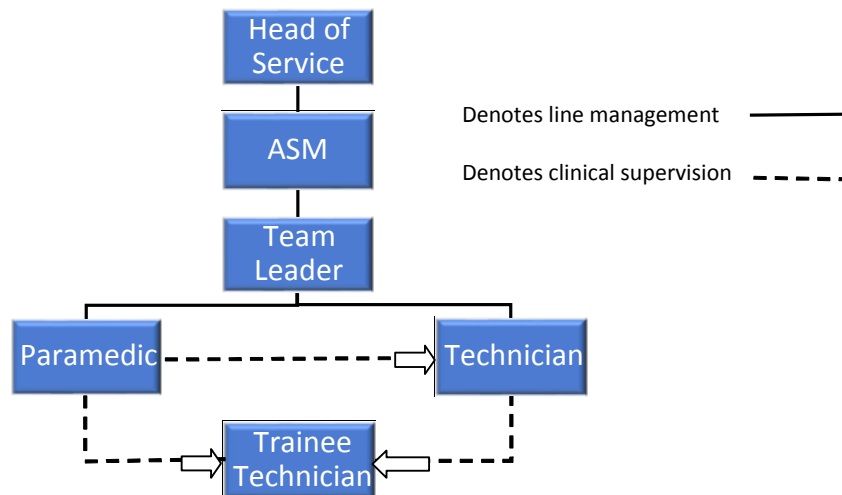 Head of
Service
Denotes line management
ASM
Denotes clinical supervision
Team
Leader
Paramedic
Technician
Trainee
Technician